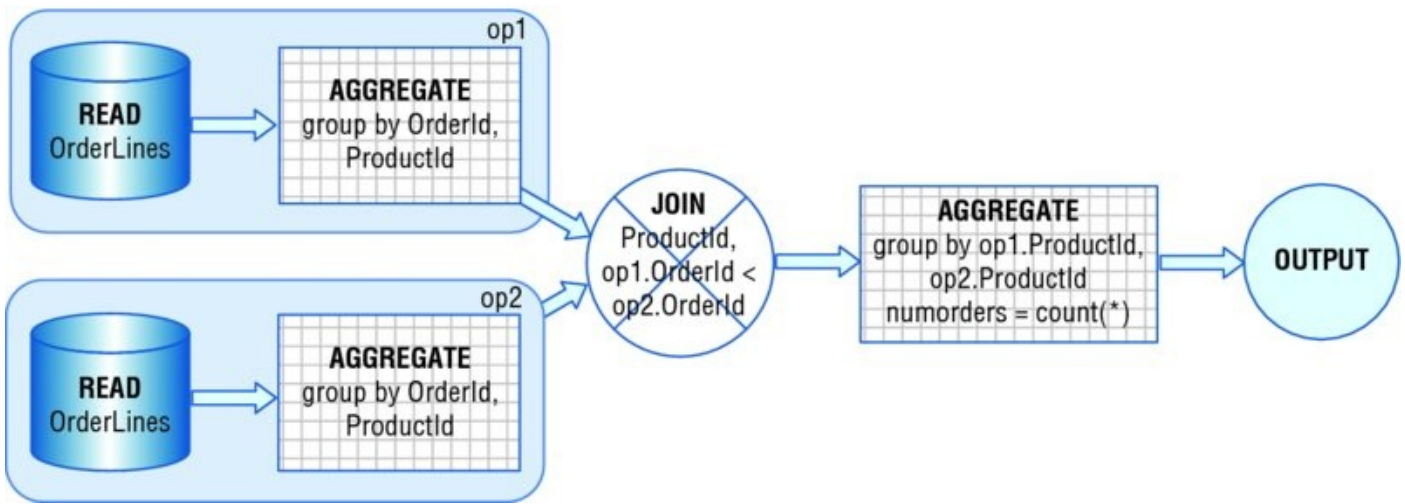 op1
READ
OrderLines
AGGREGATE
group by OrderId,
ProductId
op2
READ
OrderLines
AGGREGATE
group by OrderId,
ProductId
JOIN
ProductId,
op1.OrderId <
op2.OrderId
AGGREGATE
group by op1.ProductId,
op2.ProductId
numorders = count(*)
OUTPUT